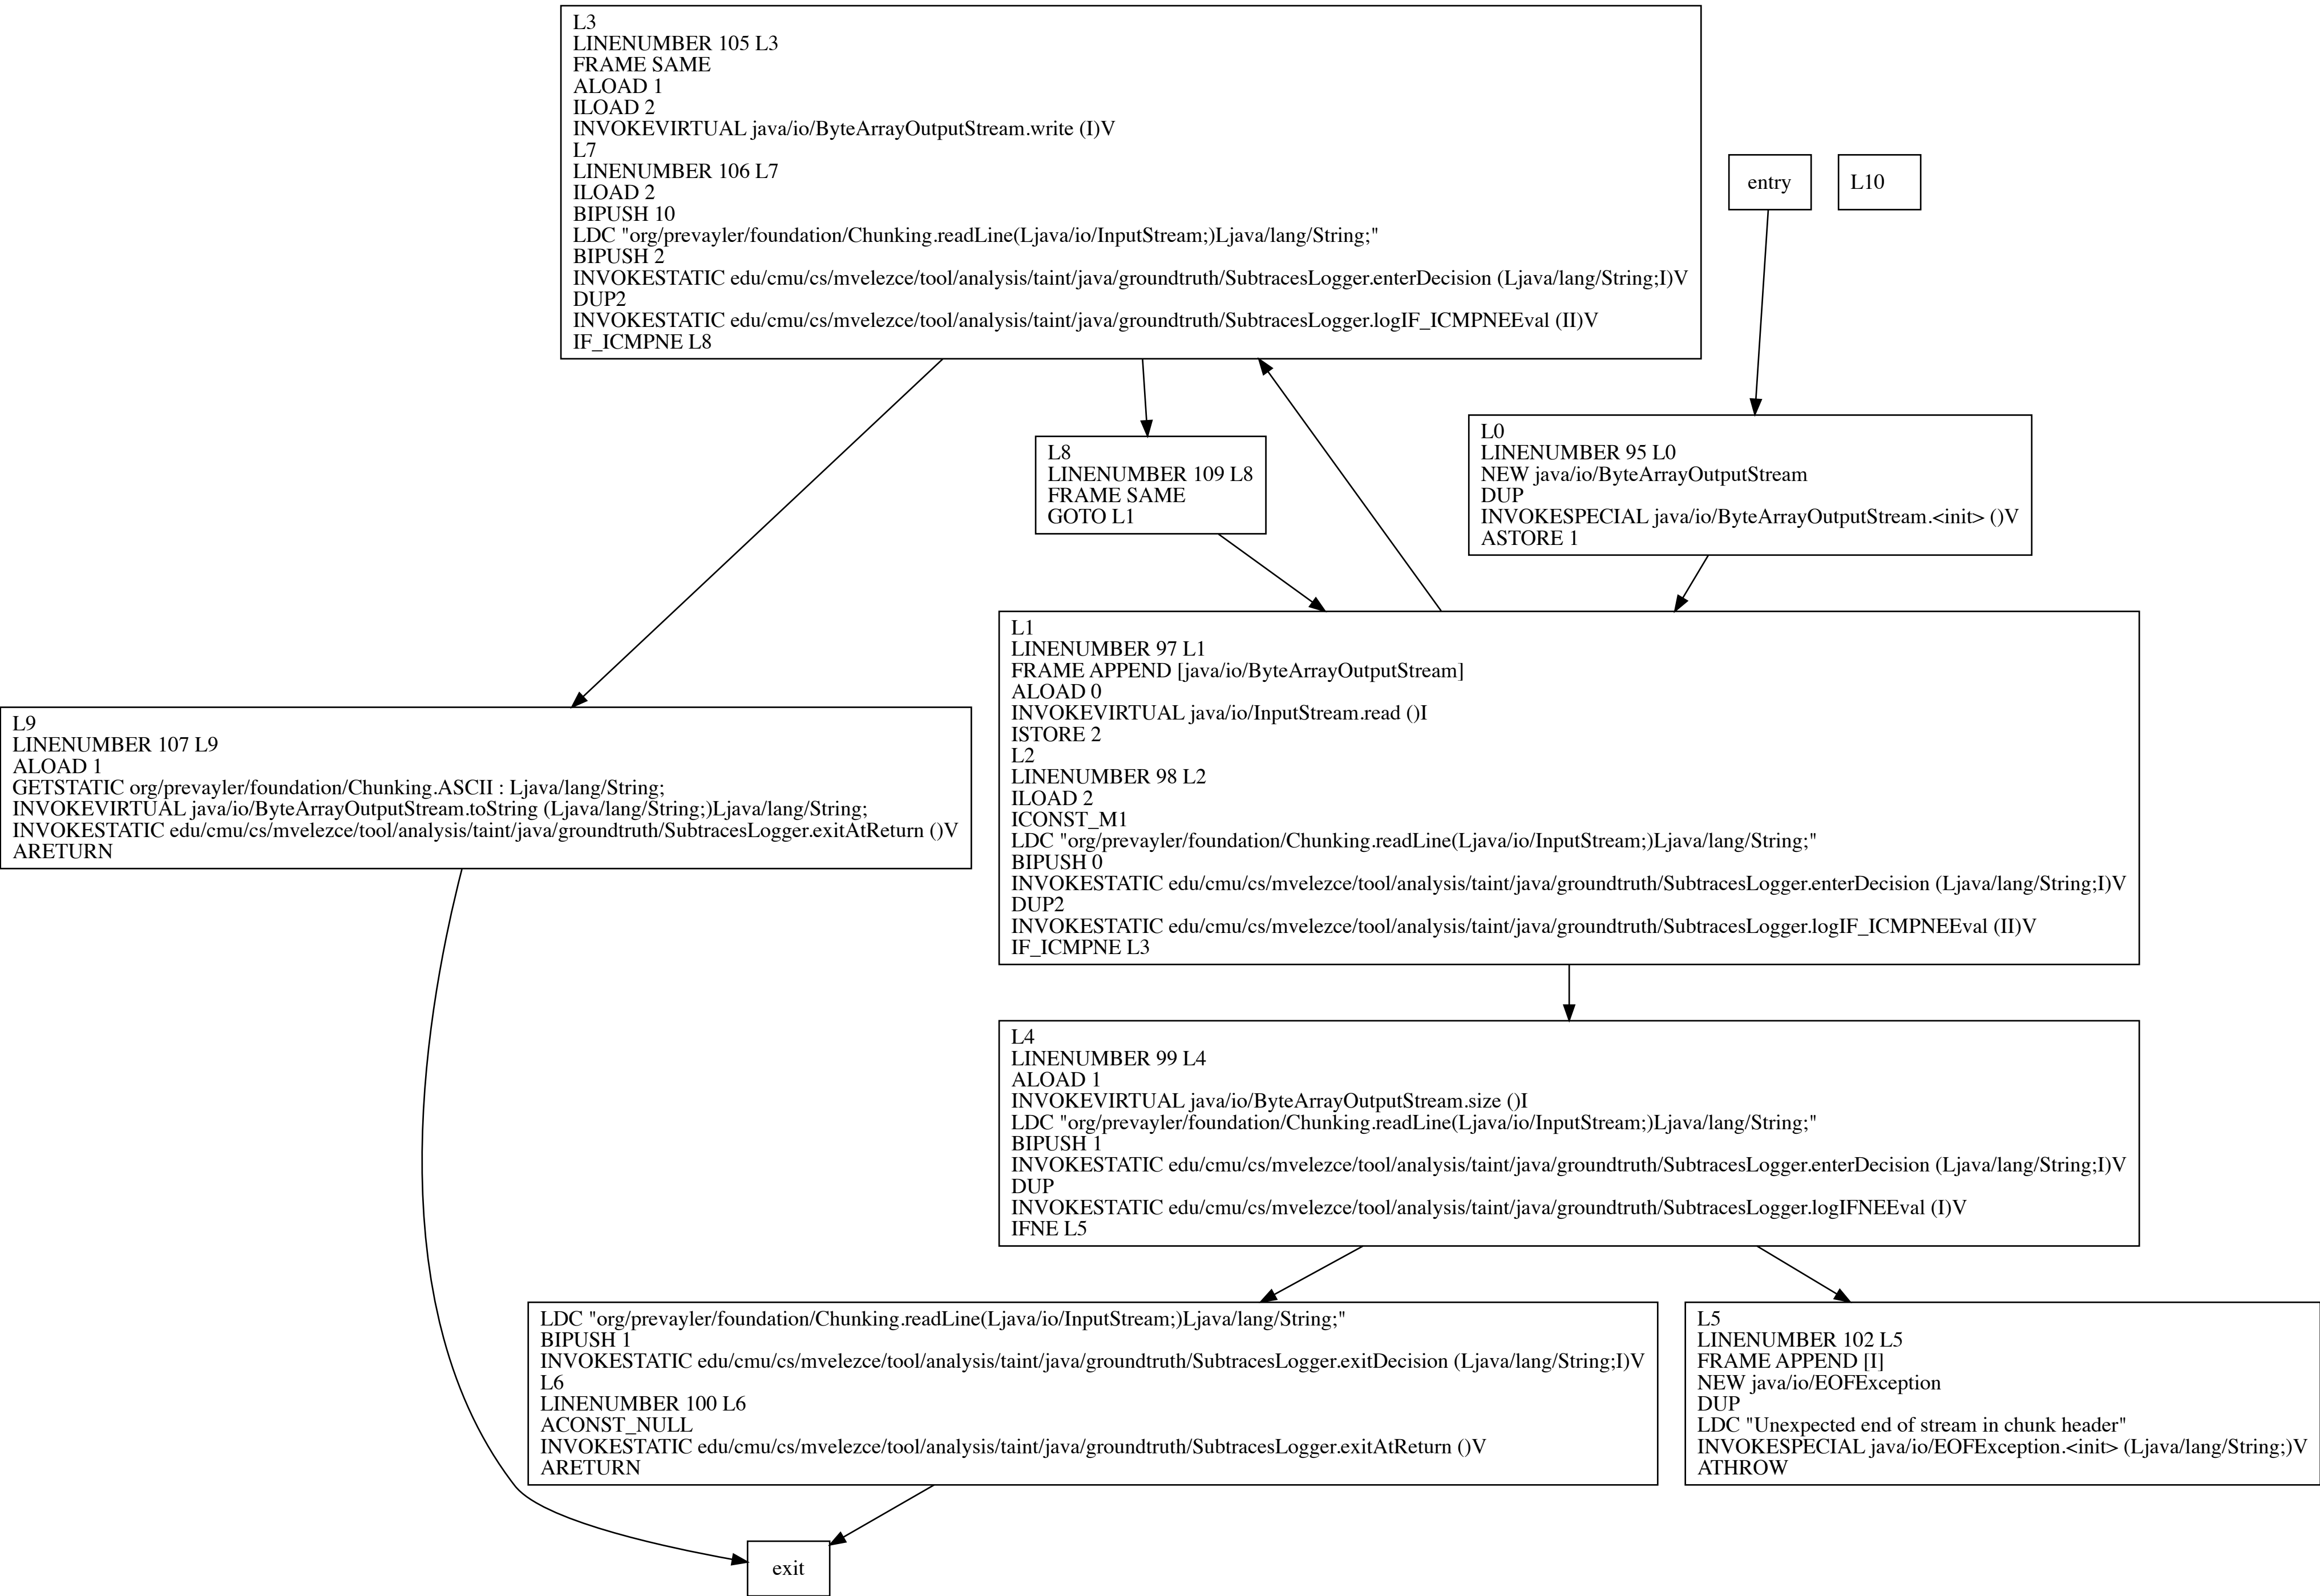 L3
LINENUMBER 105 L3
FRAME SAME
ALOAD 1
ILOAD 2
INVOKEVIRTUAL java/io/ByteArrayOutputStream.write (I)V
L7
LINENUMBER 106 L7
ILOAD 2
BIPUSH 10
LDC "org/prevayler/foundation/Chunking.readLine(Ljava/io/InputStream;)Ljava/lang/String;"
BIPUSH 2
INVOKESTATIC edu/cmu/cs/mvelezce/tool/analysis/taint/java/groundtruth/SubtracesLogger.enterDecision (Ljava/lang/String;I)V
DUP2
INVOKESTATIC edu/cmu/cs/mvelezce/tool/analysis/taint/java/groundtruth/SubtracesLogger.logIF_ICMPNEEval (II)V
IF_ICMPNE L8
entry
L10
L0
LINENUMBER 95 L0
NEW java/io/ByteArrayOutputStream
DUP
INVOKESPECIAL java/io/ByteArrayOutputStream.<init> ()V
ASTORE 1
L8
LINENUMBER 109 L8
FRAME SAME
GOTO L1
L1
LINENUMBER 97 L1
FRAME APPEND [java/io/ByteArrayOutputStream]
ALOAD 0
INVOKEVIRTUAL java/io/InputStream.read ()I
ISTORE 2
L2
LINENUMBER 98 L2
ILOAD 2
ICONST_M1
LDC "org/prevayler/foundation/Chunking.readLine(Ljava/io/InputStream;)Ljava/lang/String;"
BIPUSH 0
INVOKESTATIC edu/cmu/cs/mvelezce/tool/analysis/taint/java/groundtruth/SubtracesLogger.enterDecision (Ljava/lang/String;I)V
DUP2
INVOKESTATIC edu/cmu/cs/mvelezce/tool/analysis/taint/java/groundtruth/SubtracesLogger.logIF_ICMPNEEval (II)V
IF_ICMPNE L3
L9
LINENUMBER 107 L9
ALOAD 1
GETSTATIC org/prevayler/foundation/Chunking.ASCII : Ljava/lang/String;
INVOKEVIRTUAL java/io/ByteArrayOutputStream.toString (Ljava/lang/String;)Ljava/lang/String;
INVOKESTATIC edu/cmu/cs/mvelezce/tool/analysis/taint/java/groundtruth/SubtracesLogger.exitAtReturn ()V
ARETURN
L4
LINENUMBER 99 L4
ALOAD 1
INVOKEVIRTUAL java/io/ByteArrayOutputStream.size ()I
LDC "org/prevayler/foundation/Chunking.readLine(Ljava/io/InputStream;)Ljava/lang/String;"
BIPUSH 1
INVOKESTATIC edu/cmu/cs/mvelezce/tool/analysis/taint/java/groundtruth/SubtracesLogger.enterDecision (Ljava/lang/String;I)V
DUP
INVOKESTATIC edu/cmu/cs/mvelezce/tool/analysis/taint/java/groundtruth/SubtracesLogger.logIFNEEval (I)V
IFNE L5
LDC "org/prevayler/foundation/Chunking.readLine(Ljava/io/InputStream;)Ljava/lang/String;"
BIPUSH 1
INVOKESTATIC edu/cmu/cs/mvelezce/tool/analysis/taint/java/groundtruth/SubtracesLogger.exitDecision (Ljava/lang/String;I)V
L6
LINENUMBER 100 L6
ACONST_NULL
INVOKESTATIC edu/cmu/cs/mvelezce/tool/analysis/taint/java/groundtruth/SubtracesLogger.exitAtReturn ()V
ARETURN
L5
LINENUMBER 102 L5
FRAME APPEND [I]
NEW java/io/EOFException
DUP
LDC "Unexpected end of stream in chunk header"
INVOKESPECIAL java/io/EOFException.<init> (Ljava/lang/String;)V
ATHROW
exit